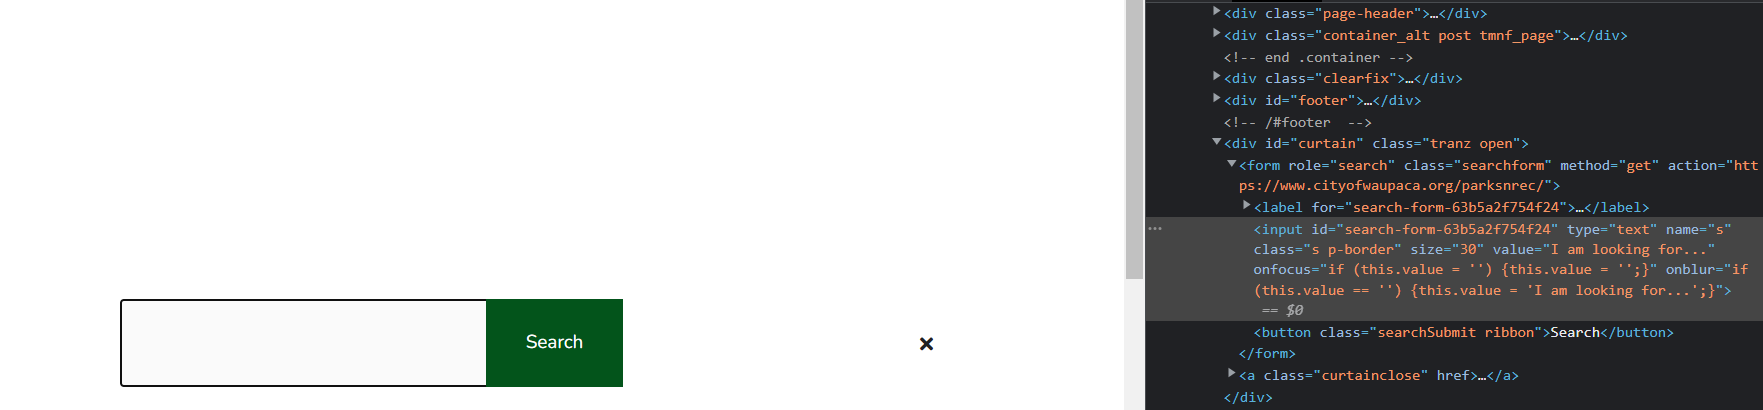 Search
×
<div class="page-header">…</div>
<div class="container_alt post tmnf_page">…</div>
<!-- end .container -->
<div class="clearfix">…</div>
<div id="footer">…</div>
<!-- /#footer  -->
<div id="curtain" class="tranz open">
<form role="search" class="searchform" method="get" action="htt
ps://www.cityofwaupaca.org/parksnrec/">
<label for="search-form-63b5a2f754f24">…</label>
<input id="search-form-63b5a2f754f24" type="text" name="s"
class="s p-border" size="30" value="I am looking for..."
onfocus="if (this.value = '') {this.value = '';}" onblur="if
(this.value == '') {this.value = 'I am looking for...';}">
== $0
<button class="searchSubmit ribbon">Search</button>
</form>
<a class="curtainclose" href>…</a>
</div>